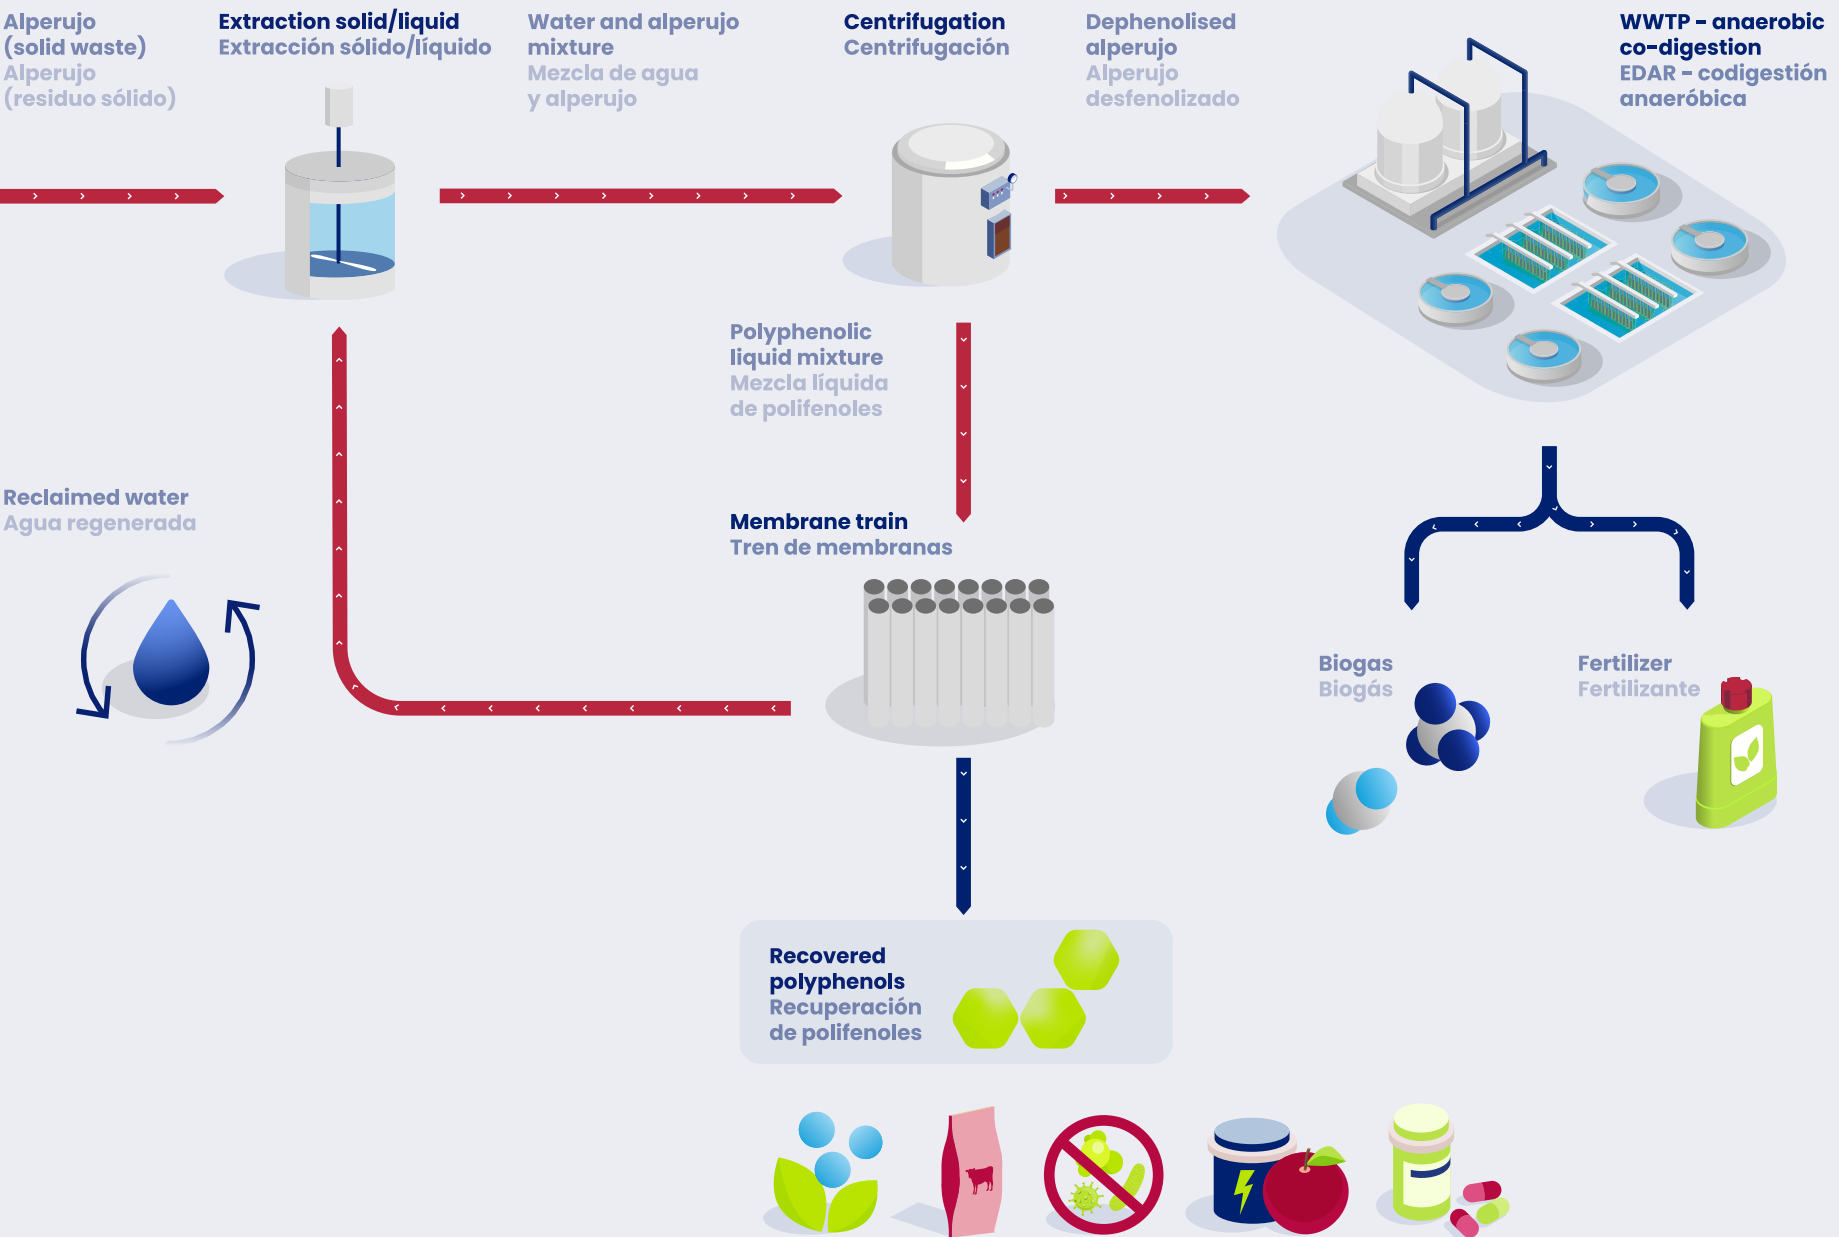 Alperujo
(solid waste)
Alperujo
(residuo sólido)
Extraction solid/liquid
Extracción sólido/líquido
Water and alperujo
mixture
Mezcla de agua
y alperujo
Centrifugation
Centrifugación
Dephenolised
alperujo
Alperujo
desfenolizado
WWTP - anaerobic
co-digestion
EDAR - codigestión
anaeróbica
Polyphenolic
liquid mixture
Mezcla líquida
de polifenoles
Reclaimed water
Agua regenerada
Membrane train
Tren de membranas
Biogas
Biogás
Fertilizer
Fertilizante
Recovered
polyphenols
Recuperación
de polifenoles